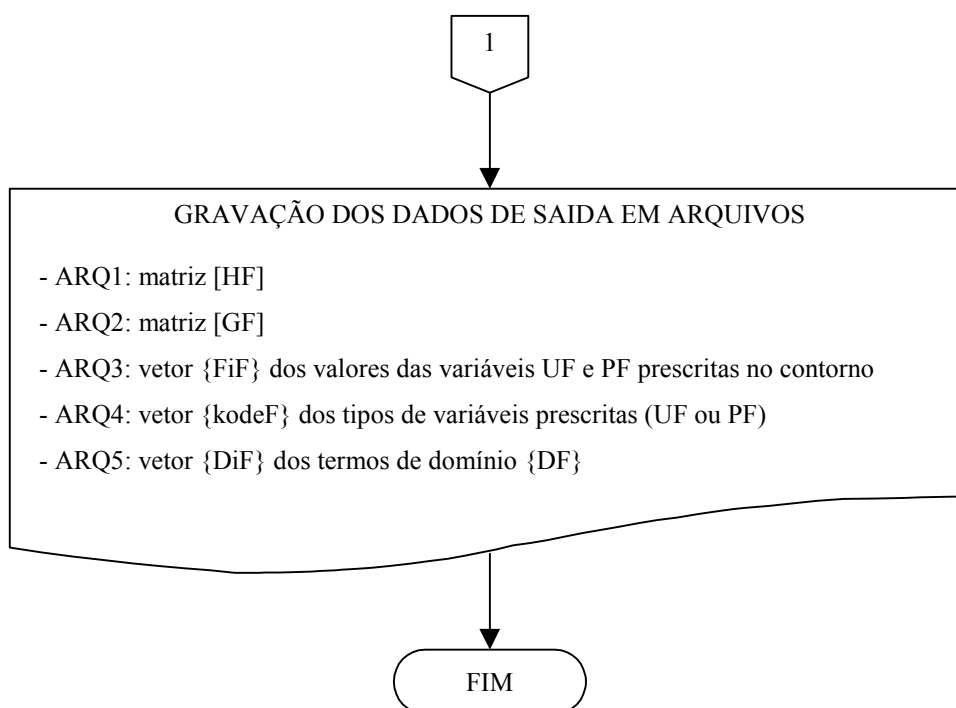 1
GRAVAÇÃO DOS DADOS DE SAIDA EM ARQUIVOS
- ARQ1: matriz [HF]
- ARQ2: matriz [GF]
- ARQ3: vetor {FiF} dos valores das variáveis UF e PF prescritas no contorno
- ARQ4: vetor {kodeF} dos tipos de variáveis prescritas (UF ou PF)
- ARQ5: vetor {DiF} dos termos de domínio {DF}
FIM